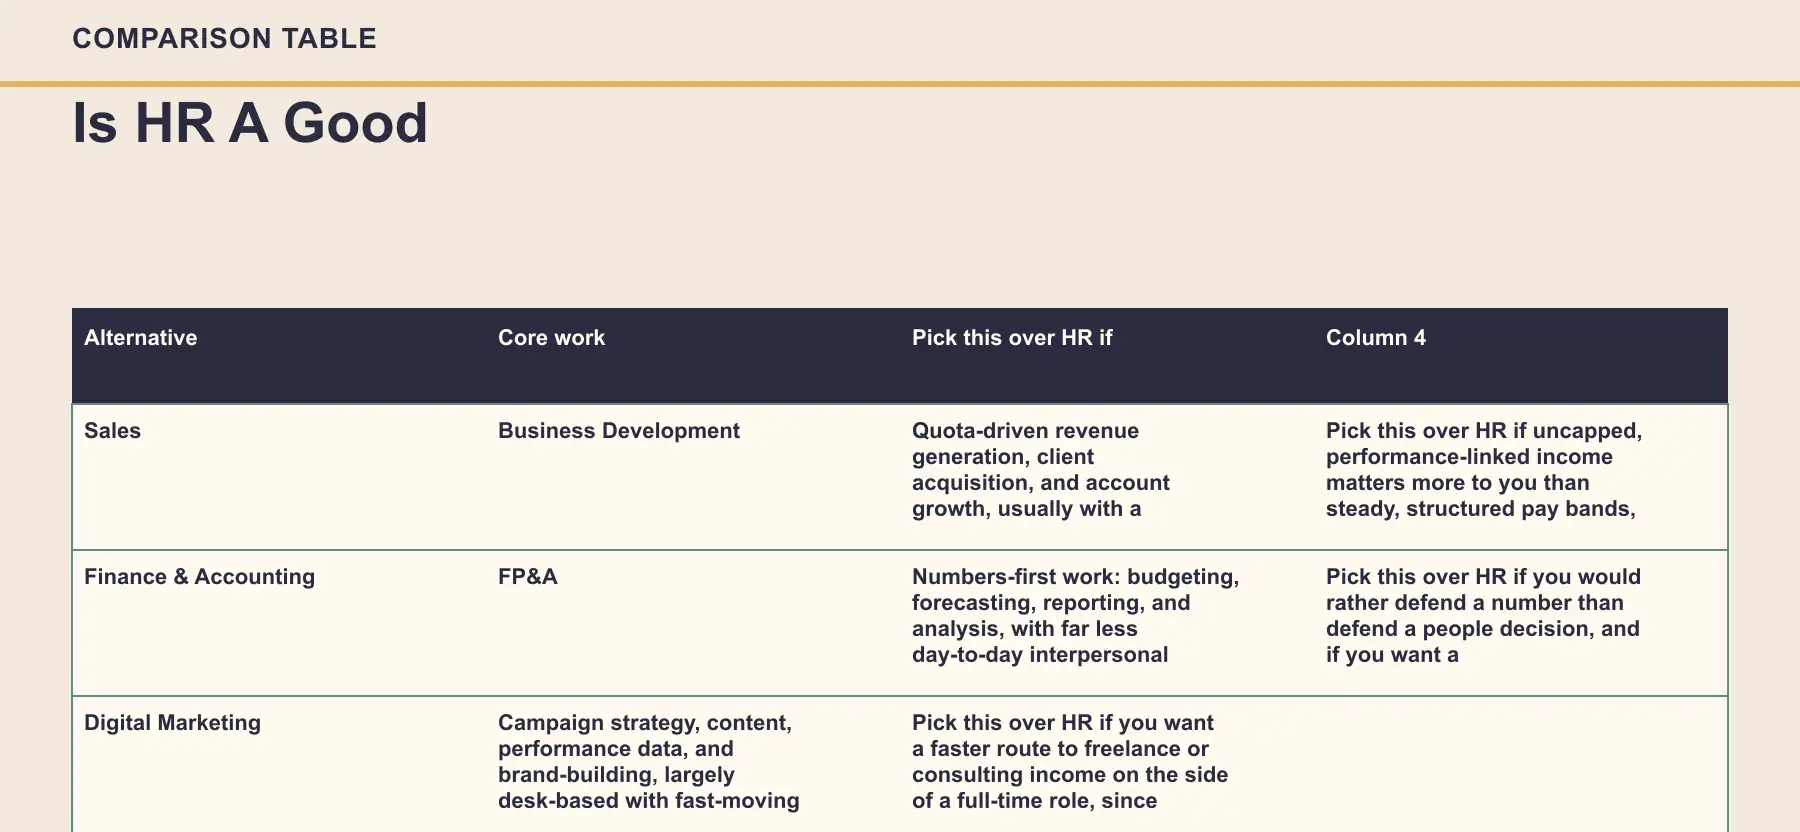 COMPARISON TABLE
Is HR A Good
Alternative
Core work
Pick this over HR if
Column 4
Sales
Business Development
Quota-driven revenue
generation, client
acquisition, and account
growth, usually with a
Pick this over HR if uncapped,
performance-linked income
matters more to you than
steady, structured pay bands,
Finance & Accounting
FP&A
Numbers-first work: budgeting,
forecasting, reporting, and
analysis, with far less
day-to-day interpersonal
Pick this over HR if you would
rather defend a number than
defend a people decision, and
if you want a
Digital Marketing
Campaign strategy, content,
performance data, and
brand-building, largely
desk-based with fast-moving
Pick this over HR if you want
a faster route to freelance or
consulting income on the side
of a full-time role, since